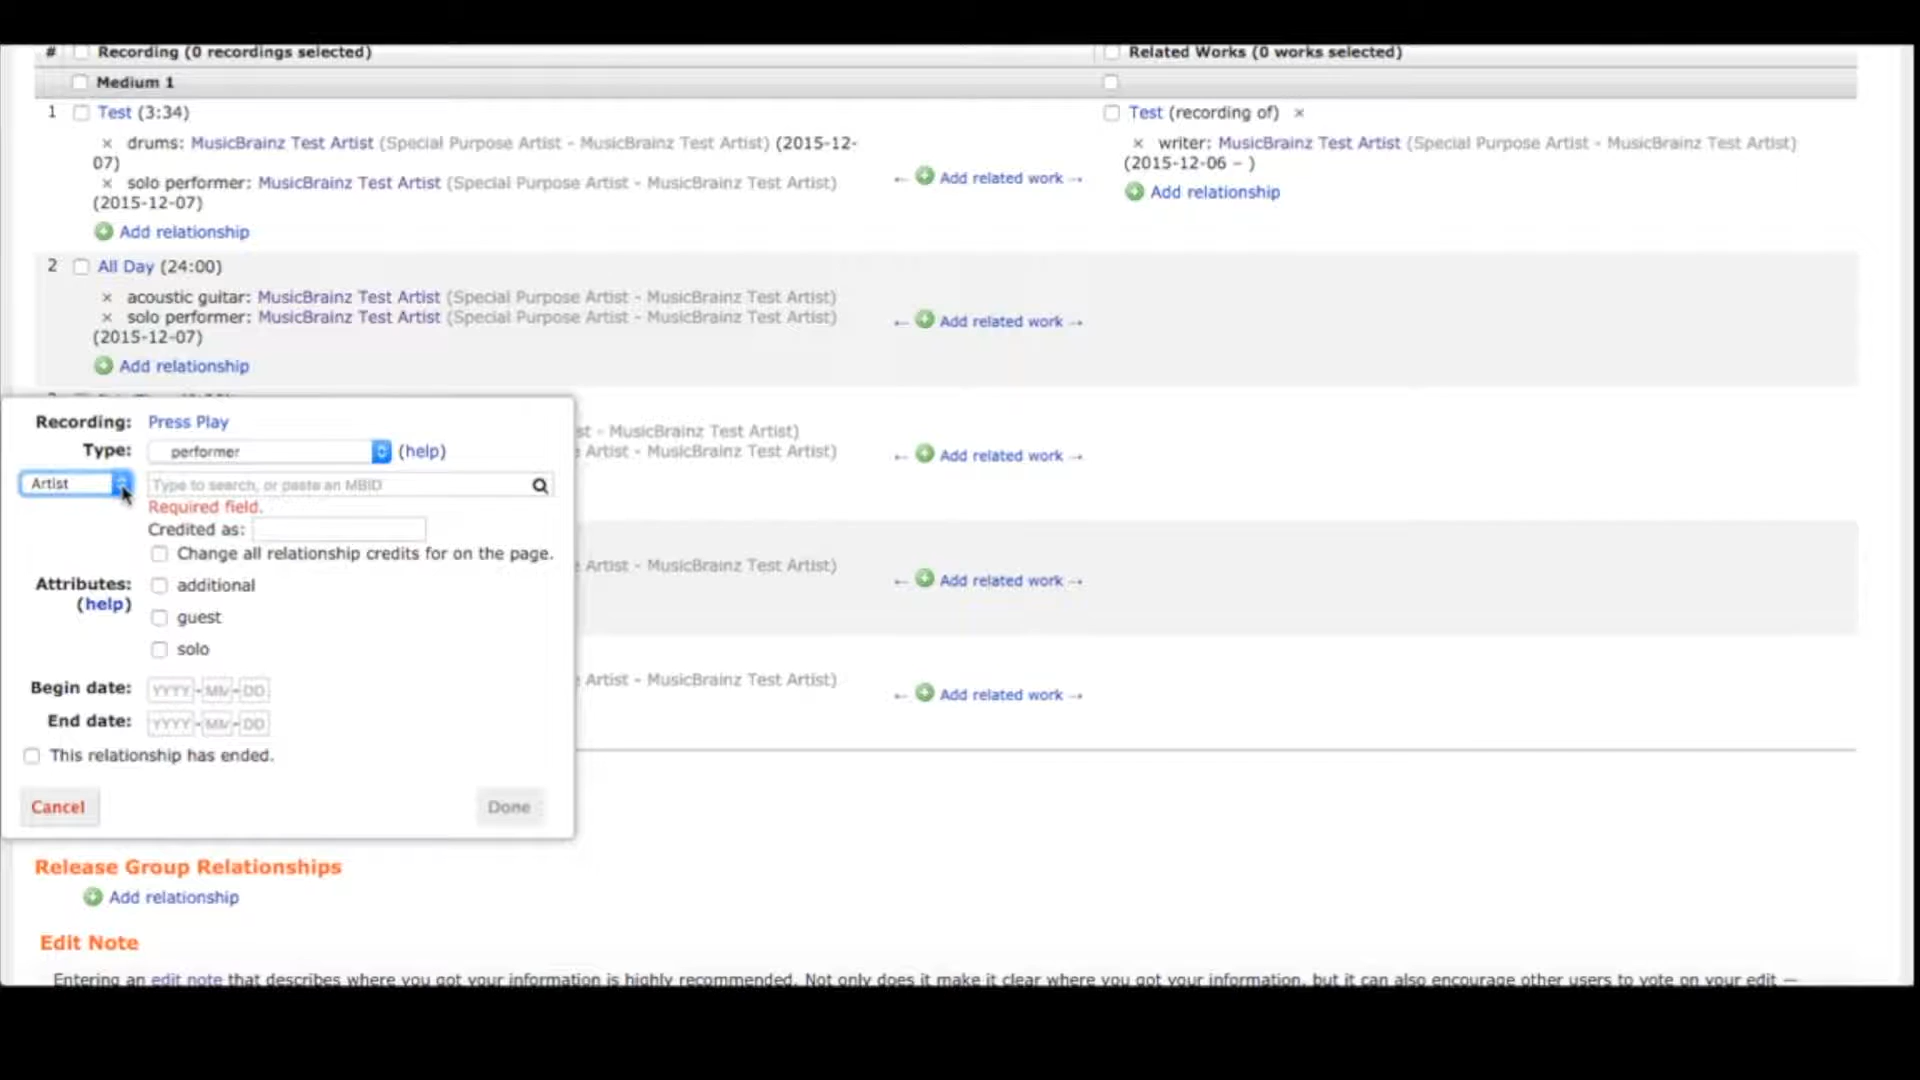 # Recording (0 recordings selected) Related Works (0 works selected)
Medium 1
1 Test (3:34)
× drums: MusicBrainz Test Artist (Special Purpose Artist - MusicBrainz Test Artist) (2015-12-
07)
× solo performer: MusicBrainz Test Artist (Special Purpose Artist - MusicBrainz Test Artist)
(2015-12-07)
Add relationship
← Add related work →
Test (recording of) ×
× writer: MusicBrainz Test Artist (Special Purpose Artist - MusicBrainz Test Artist)
(2015-12-06 – )
Add relationship
2 All Day (24:00)
× acoustic guitar: MusicBrainz Test Artist (Special Purpose Artist - MusicBrainz Test Artist)
× solo performer: MusicBrainz Test Artist (Special Purpose Artist - MusicBrainz Test Artist)
(2015-12-07)
Add relationship
← Add related work →
Recording: Press Play
Type: performer (help)
Artist Type to search, or paste an MBID
Required field.
Credited as:
Change all relationship credits for on the page.
Attributes: additional
(help)
guest
solo
Begin date: YYYY-MM-DD
End date: YYYY-MM-DD
This relationship has ended.
Cancel Done
st - MusicBrainz Test Artist)
Artist - MusicBrainz Test Artist)
← Add related work →
Artist - MusicBrainz Test Artist)
← Add related work →
Artist - MusicBrainz Test Artist)
← Add related work →
Release Group Relationships
Add relationship
Edit Note
Entering an edit note that describes where you got your information is highly recommended. Not only does it make it clear where you got your information, but it can also encourage other users to vote on your edit —